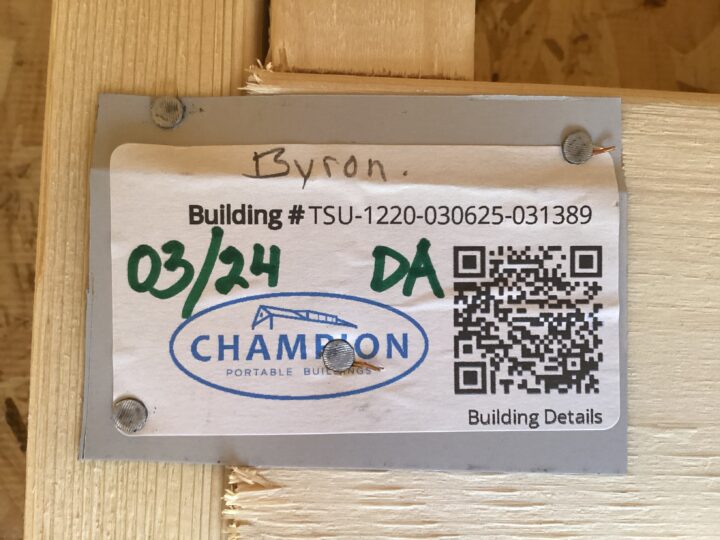 Byron.
Building # TSU-1220-030625-031389
03/24 DA
CHAMPION
PORTABLE BUILDINGS
Building Details